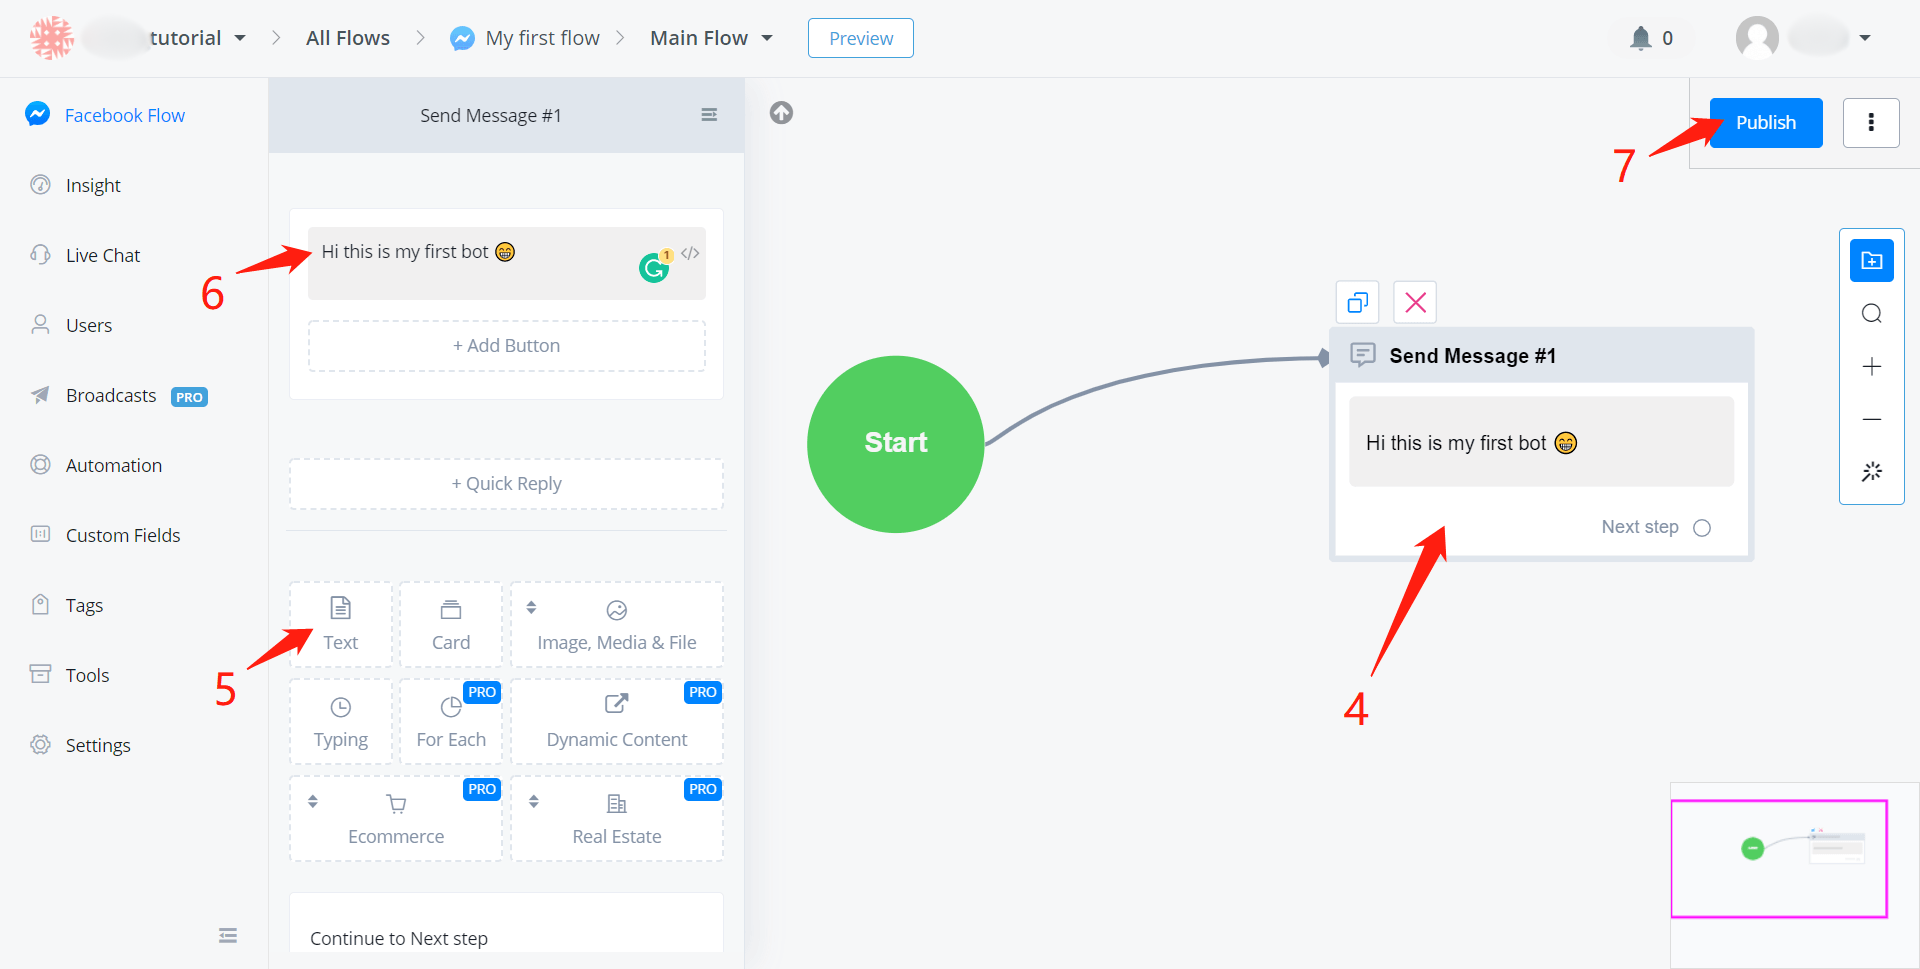 tutorial
All Flows
My first flow
Main Flow
Preview
0
Facebook Flow
Insight
Live Chat
Users
Broadcasts PRO
Automation
Custom Fields
Tags
Tools
Settings
Send Message #1
Hi this is my first bot 😁
1
</>
6
+ Add Button
+ Quick Reply
Text
Card
Image, Media & File
5
Typing
For Each PRO
Dynamic Content PRO
Ecommerce PRO
Real Estate PRO
Continue to Next step
Publish
7
Start
Send Message #1
Hi this is my first bot 😁
Next step
4